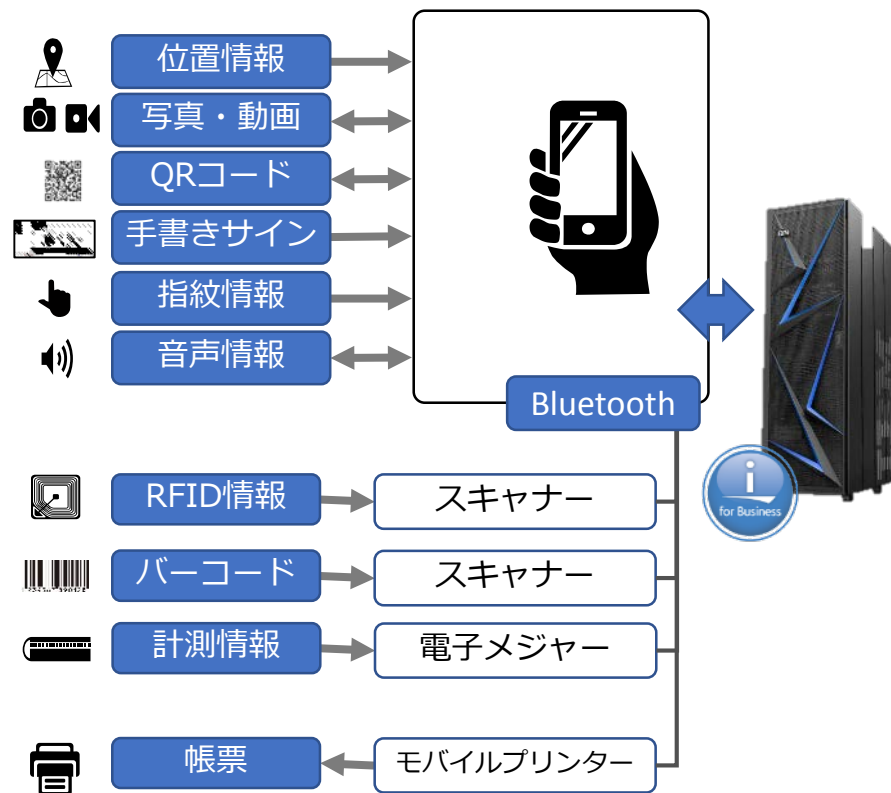 位置情報
写真・動画
QRコード
手書きサイン
指紋情報
音声情報
Bluetooth
RFID情報
スキャナー
バーコード
スキャナー
計測情報
電子メジャー
帳票
モバイルプリンター
i
for Business